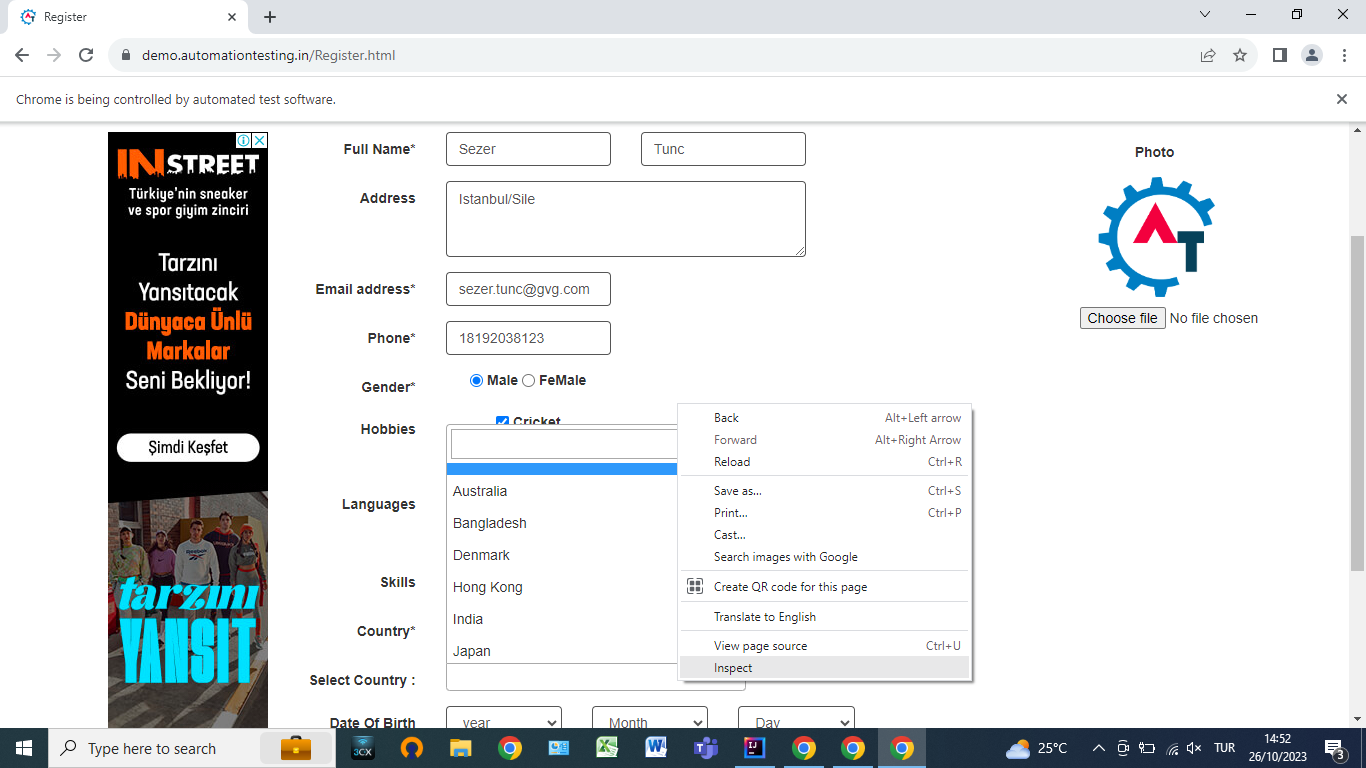 Register
demo.automationtesting.in/Register.html
Chrome is being controlled by automated test software.
INSTREET
Türkiye'nin sneaker
ve spor giyim zinciri
Tarzını
Yansıtacak
Dünyaca Ünlü
Markalar
Seni Bekliyor!
Şimdi Keşfet
Reebok
tarzını
YANSIT
Full Name*
Sezer
Tunc
Address
Istanbul/Sile
Email address*
sezer.tunc@gvg.com
Phone*
18192038123
Gender*
Male
FeMale
Hobbies
Cricket
Languages
Australia
Bangladesh
Denmark
Hong Kong
India
Japan
Skills
Country*
Select Country :
Date Of Birth
year
Month
Day
Photo
AT
Choose file No file chosen
Back Alt+Left arrow
Forward Alt+Right Arrow
Reload Ctrl+R
Save as... Ctrl+S
Print... Ctrl+P
Cast...
Search images with Google
Create QR code for this page
Translate to English
View page source Ctrl+U
Inspect
Type here to search
3CX
25°C
TUR
14:52
26/10/2023
3